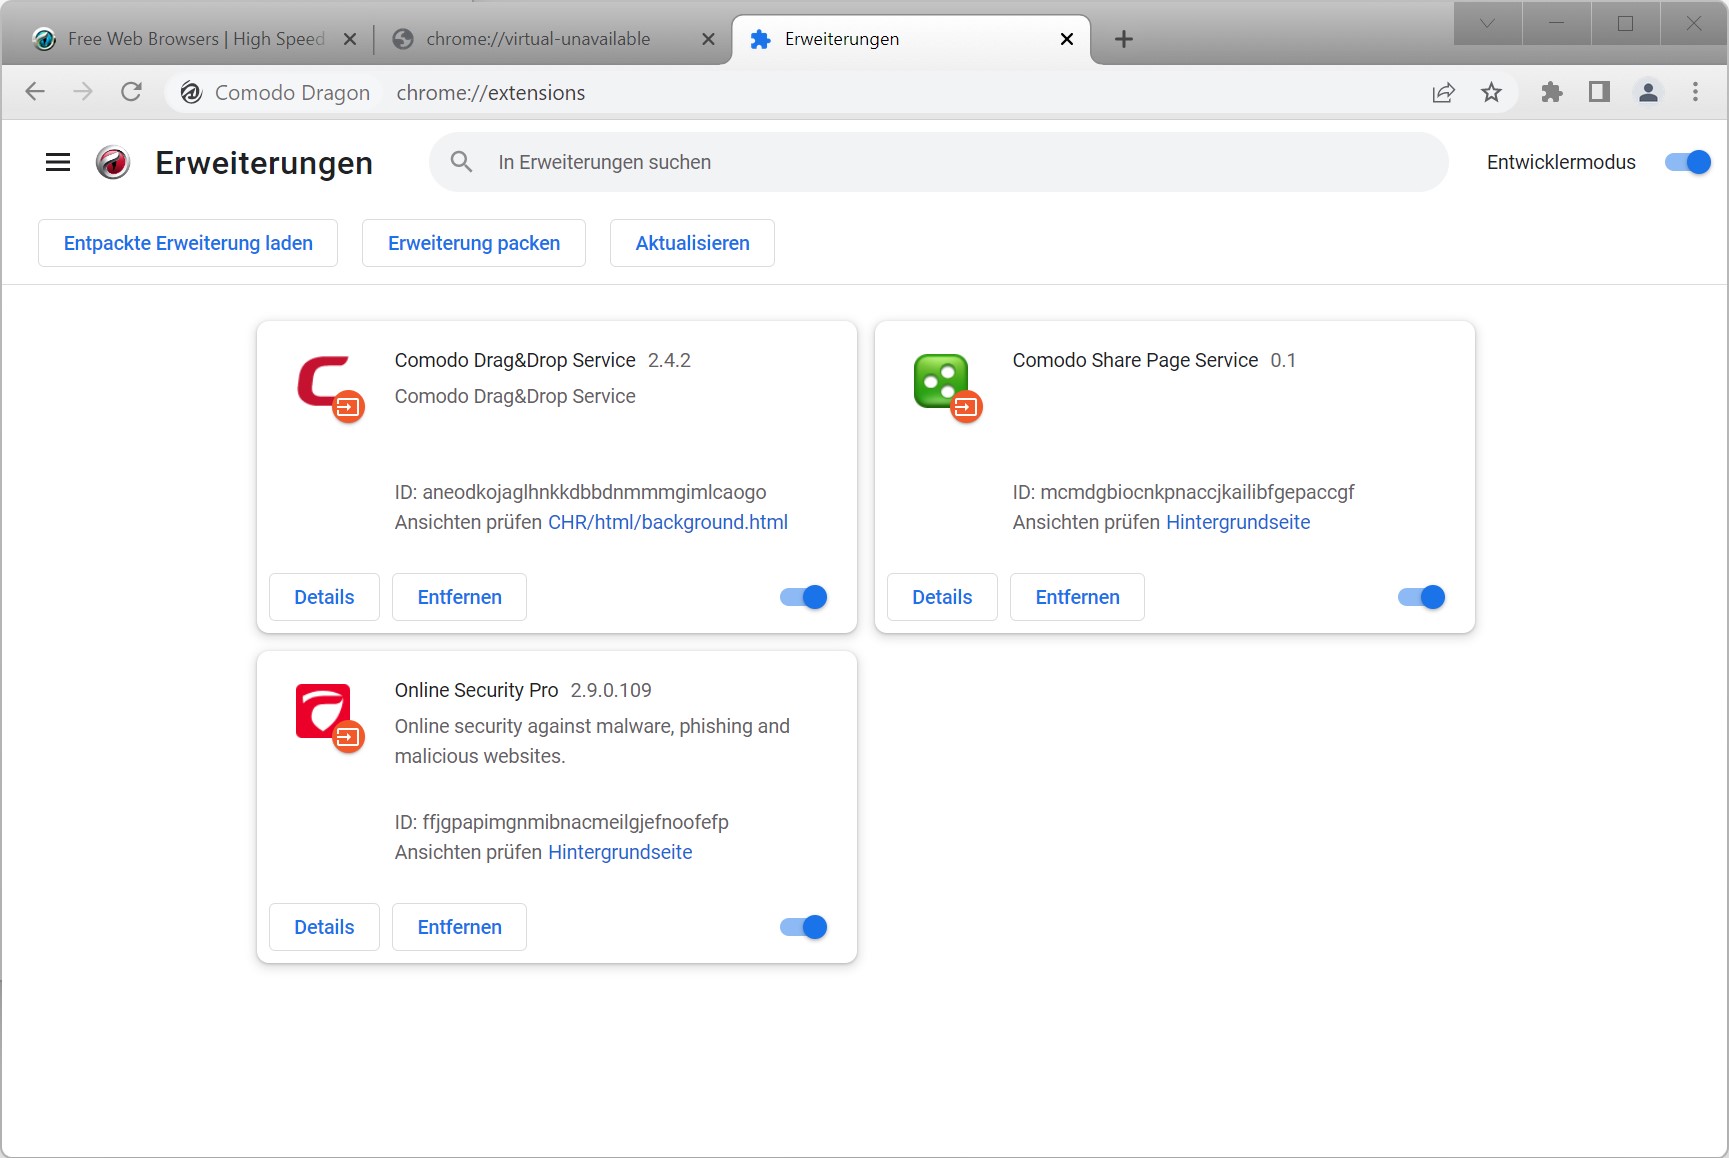 Free Web Browsers | High Speed
chrome://virtual-unavailable
Erweiterungen
Comodo Dragon
chrome://extensions
Erweiterungen
In Erweiterungen suchen
Entwicklermodus
Entpackte Erweiterung laden
Erweiterung packen
Aktualisieren
Comodo Drag&Drop Service 2.4.2
Comodo Drag&Drop Service
ID: aneodkojaglhnkkdbbdnmmmgimlcaogo
Ansichten prüfen CHR/html/background.html
Details
Entfernen
Comodo Share Page Service 0.1
ID: mcmdgbiocnkpnaccjkailibfgepaccgf
Ansichten prüfen Hintergrundseite
Details
Entfernen
Online Security Pro 2.9.0.109
Online security against malware, phishing and
malicious websites.
ID: ffjgpapimgnmibnacmeilgjefnoofefp
Ansichten prüfen Hintergrundseite
Details
Entfernen